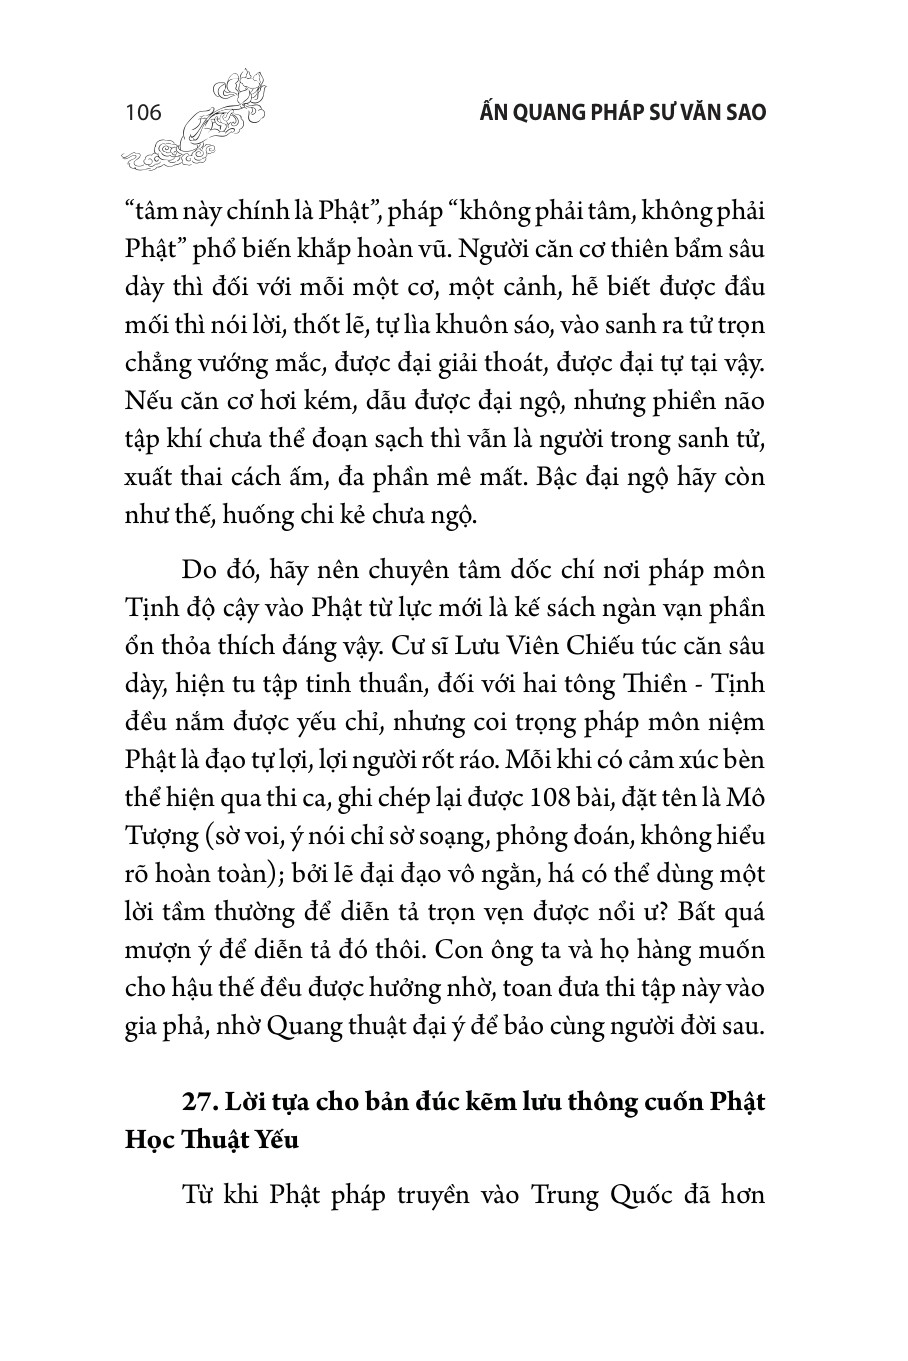 106
ẤN QUANG PHÁP SƯ VĂN SAO
“tâm này chính là Phật”, pháp “không phải tâm, không phải
Phật” phổ biến khắp hoàn vũ. Người căn cơ thiên bẩm sâu
dày thì đối với mỗi một cơ, một cảnh, hễ biết được đầu
mối thì nói lời, thốt lẽ, tự lìa khuôn sáo, vào sanh ra tử trọn
chẳng vướng mắc, được đại giải thoát, được đại tự tại vậy.
Nếu căn cơ hơi kém, dẫu được đại ngộ, nhưng phiền não
tập khí chưa thể đoạn sạch thì vẫn là người trong sanh tử,
xuất thai cách ấm, đa phần mê mất. Bậc đại ngộ hãy còn
như thế, huống chi kẻ chưa ngộ.
Do đó, hãy nên chuyên tâm dốc chí nơi pháp môn
Tịnh độ cậy vào Phật từ lực mới là kế sách ngàn vạn phần
ổn thỏa thích đáng vậy. Cư sĩ Lưu Viên Chiếu túc căn sâu
dày, hiện tu tập tinh thuần, đối với hai tông Thiền - Tịnh
đều nắm được yếu chỉ, nhưng coi trọng pháp môn niệm
Phật là đạo tự lợi, lợi người rốt ráo. Mỗi khi có cảm xúc bèn
thể hiện qua thi ca, ghi chép lại được 108 bài, đặt tên là Mô
Tượng (sờ voi, ý nói chỉ sờ soạng, phỏng đoán, không hiểu
rõ hoàn toàn); bởi lẽ đại đạo vô ngằn, há có thể dùng một
lời tầm thường để diễn tả trọn vẹn được nổi ư? Bất quá
mượn ý để diễn tả đó thôi. Con ông ta và họ hàng muốn
cho hậu thế đều được hưởng nhờ, toan đưa thi tập này vào
gia phả, nhờ Quang thuật đại ý để bảo cùng người đời sau.
27. Lời tựa cho bản đúc kẽm lưu thông cuốn Phật
Học Thuật Yếu
Từ khi Phật pháp truyền vào Trung Quốc đã hơn